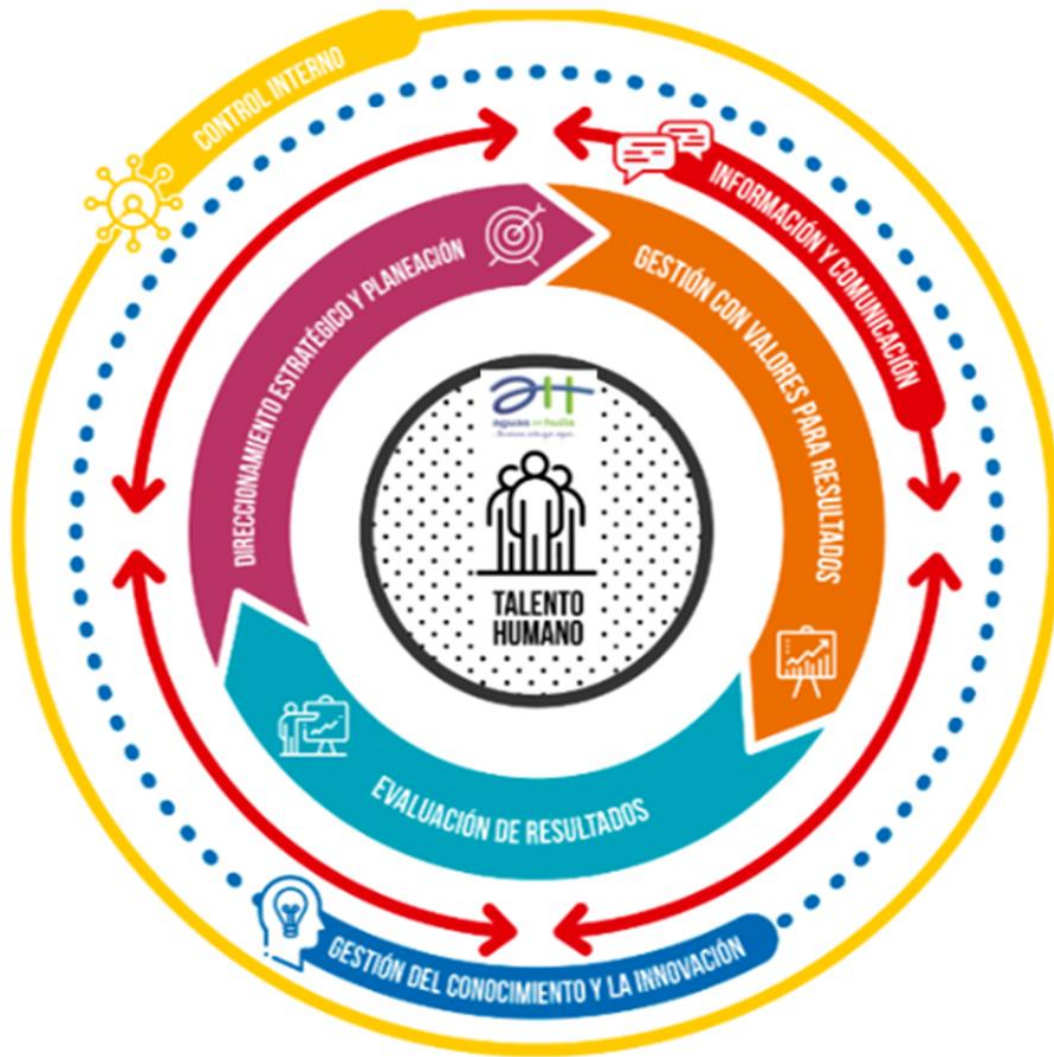 CONTROL INTERNO
INFORMACIÓN Y COMUNICACIÓN
DIRECCIONAMIENTO ESTRATÉGICO Y PLANEACIÓN
GESTIÓN CON VALORES PARA RESULTADOS
aguas del huila
TALENTO
HUMANO
EVALUACIÓN DE RESULTADOS
GESTIÓN DEL CONOCIMIENTO Y LA INNOVACIÓN